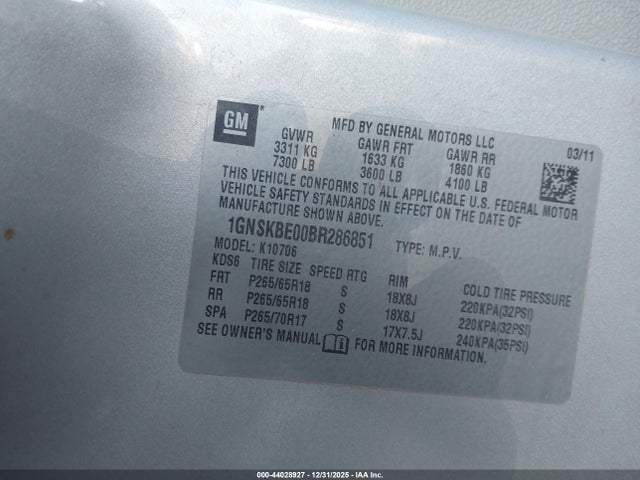 GM
MFD BY GENERAL MOTORS LLC
03/11
GVWR GAWR FRT GAWR RR
3311 KG 1633 KG 1860 KG
7300 LB 3600 LB 4100 LB
THIS VEHICLE CONFORMS TO ALL APPLICABLE U.S. FEDERAL MOTOR
VEHICLE SAFETY STANDARDS IN EFFECT ON THE DATE OF
MANUFACTURE SHOWN ABOVE.
1GNSKBE00BR286851 TYPE: M.P.V.
MODEL: K10706
KDS6 TIRE SIZE SPEED RTG RIM COLD TIRE PRESSURE
FRT P265/65R18 S 18X8J 220KPA(32PSI)
RR P265/65R18 S 18X8J 220KPA(32PSI)
SPA P265/70R17 S 17X7.5J 240KPA(35PSI)
SEE OWNER'S MANUAL FOR MORE INFORMATION.
000-44028927 - 12/31/2025 - IAA Inc.